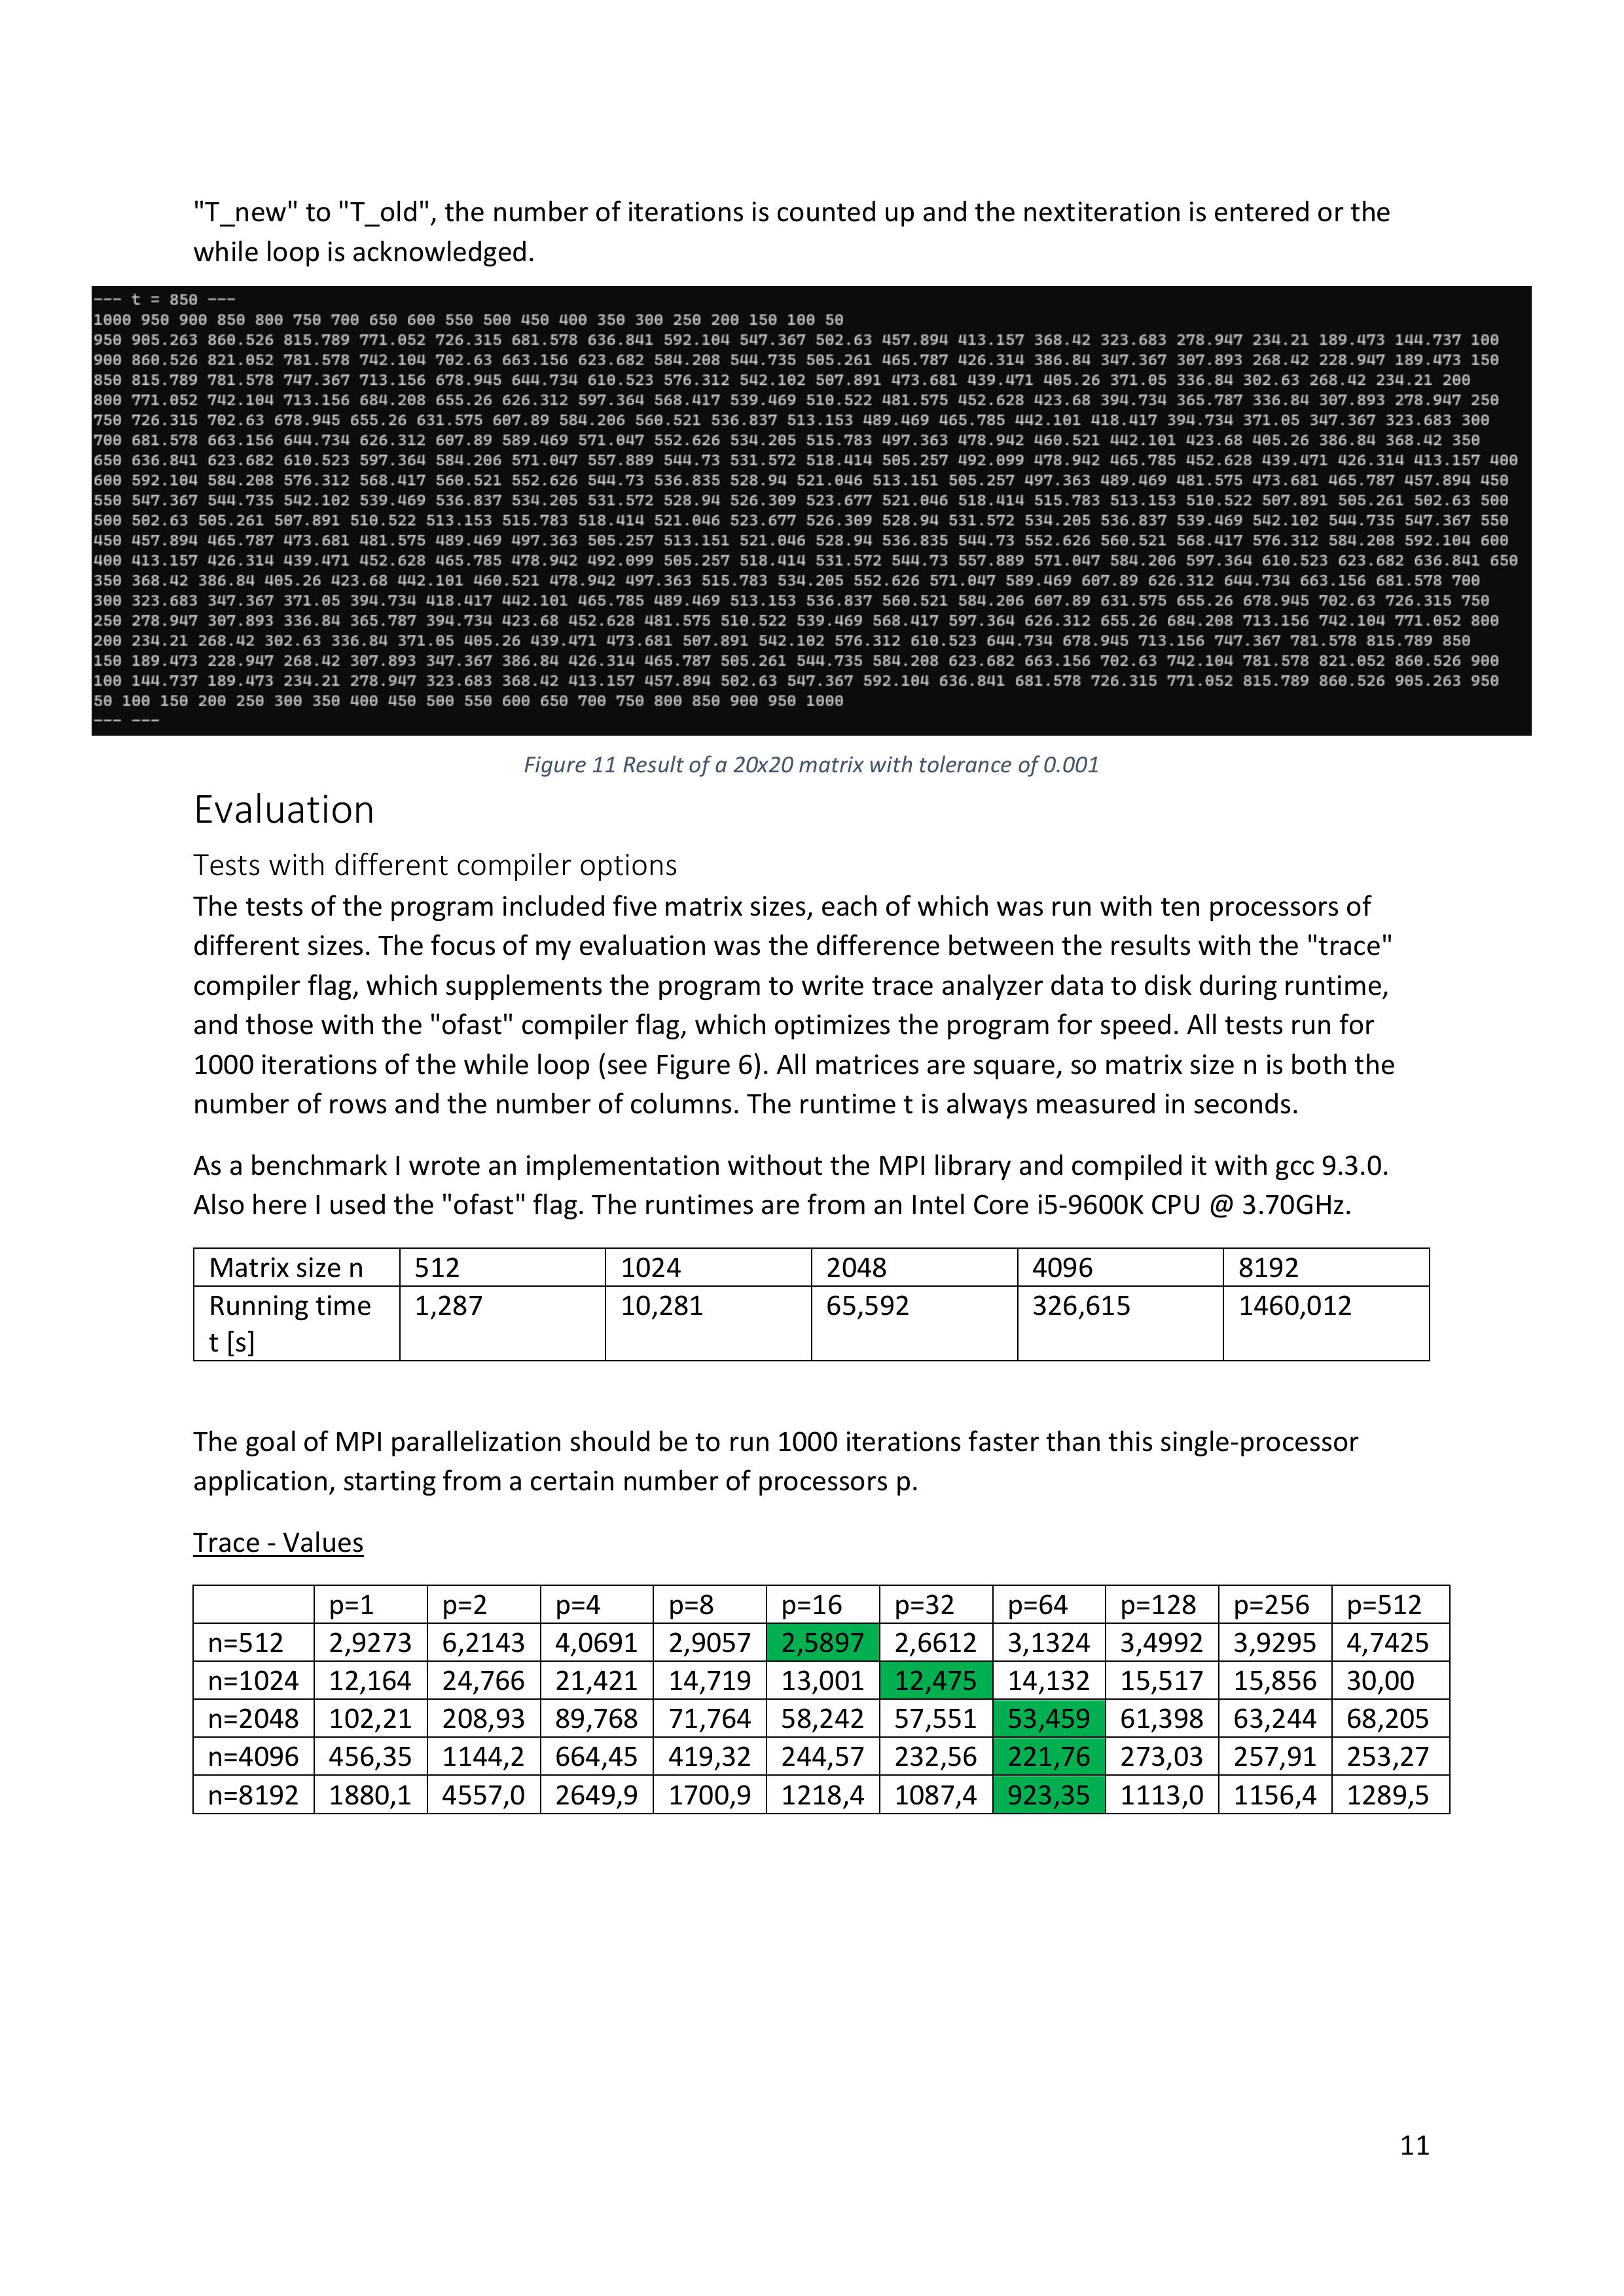 "T_new" to "T_old", the number of iterations is counted up and the nextiteration is entered or the
while loop is acknowledged.
--- t = 850 ---
1000 950 900 850 800 750 700 650 600 550 500 450 400 350 300 250 200 150 100 50
950 905.263 860.526 815.789 771.052 726.315 681.578 636.841 592.104 547.367 502.63 457.894 413.157 368.42 323.683 278.947 234.21 189.473 144.737 100
900 860.526 821.052 781.578 742.104 702.63 663.156 623.682 584.208 544.735 505.261 465.787 426.314 386.84 347.367 307.893 268.42 228.947 189.473 150
850 815.789 781.578 747.367 713.156 678.945 644.734 610.523 576.312 542.102 507.891 473.681 439.471 405.26 371.05 336.84 302.63 268.42 234.21 200
800 771.052 742.104 713.156 684.208 655.26 626.312 597.364 568.417 539.469 510.522 481.575 452.628 423.68 394.734 365.787 336.84 307.893 278.947 250
750 726.315 702.63 678.945 655.26 631.575 607.89 584.206 560.521 536.837 513.153 489.469 465.785 442.101 418.417 394.734 371.05 347.367 323.683 300
700 681.578 663.156 644.734 626.312 607.89 589.469 571.047 552.626 534.205 515.783 497.363 478.942 460.521 442.101 423.68 405.26 386.84 368.42 350
650 636.841 623.682 610.523 597.364 584.206 571.047 557.889 544.73 531.572 518.414 505.257 492.099 478.942 465.785 452.628 439.471 426.314 413.157 400
600 592.104 584.208 576.312 568.417 560.521 552.626 544.73 536.835 528.94 521.046 513.151 505.257 497.363 489.469 481.575 473.681 465.787 457.894 450
550 547.367 544.735 542.102 539.469 536.837 534.205 531.572 528.94 526.309 523.677 521.046 518.414 515.783 513.153 510.522 507.891 505.261 502.63 500
500 502.63 505.261 507.891 510.522 513.153 515.783 518.414 521.046 523.677 526.309 528.94 531.572 534.205 536.837 539.469 542.102 544.735 547.367 550
450 457.894 465.787 473.681 481.575 489.469 497.363 505.257 513.151 521.046 528.94 536.835 544.73 552.626 560.521 568.417 576.312 584.208 592.104 600
400 413.157 426.314 439.471 452.628 465.785 478.942 492.099 505.257 518.414 531.572 544.73 557.889 571.047 584.206 597.364 610.523 623.682 636.841 650
350 368.42 386.84 405.26 423.68 442.101 460.521 478.942 497.363 515.783 534.205 552.626 571.047 589.469 607.89 626.312 644.734 663.156 681.578 700
300 323.683 347.367 371.05 394.734 418.417 442.101 465.785 489.469 513.153 536.837 560.521 584.206 607.89 631.575 655.26 678.945 702.63 726.315 750
250 278.947 307.893 336.84 365.787 394.734 423.68 452.628 481.575 510.522 539.469 568.417 597.364 626.312 655.26 684.208 713.156 742.104 771.052 800
200 234.21 268.42 302.63 336.84 371.05 405.26 439.471 473.681 507.891 542.102 576.312 610.523 644.734 678.945 713.156 747.367 781.578 815.789 850
150 189.473 228.947 268.42 307.893 347.367 386.84 426.314 465.787 505.261 544.735 584.208 623.682 663.156 702.63 742.104 781.578 821.052 860.526 900
100 144.737 189.473 234.21 278.947 323.683 368.42 413.157 457.894 502.63 547.367 592.104 636.841 681.578 726.315 771.052 815.789 860.526 905.263 950
50 100 150 200 250 300 350 400 450 500 550 600 650 700 750 800 850 900 950 1000
--- ---
Figure 11 Result of a 20x20 matrix with tolerance of 0.001
Evaluation
Tests with different compiler options
The tests of the program included five matrix sizes, each of which was run with ten processors of
different sizes. The focus of my evaluation was the difference between the results with the "trace"
compiler flag, which supplements the program to write trace analyzer data to disk during runtime,
and those with the "ofast" compiler flag, which optimizes the program for speed. All tests run for
1000 iterations of the while loop (see Figure 6). All matrices are square, so matrix size n is both the
number of rows and the number of columns. The runtime t is always measured in seconds.
As a benchmark I wrote an implementation without the MPI library and compiled it with gcc 9.3.0.
Also here I used the "ofast" flag. The runtimes are from an Intel Core i5-9600K CPU @ 3.70GHz.
Matrix size n 512 1024 2048 4096 8192
Running time 1,287 10,281 65,592 326,615 1460,012
t [s]
The goal of MPI parallelization should be to run 1000 iterations faster than this single-processor
application, starting from a certain number of processors p.
Trace - Values
p=1 p=2 p=4 p=8 p=16 p=32 p=64 p=128 p=256 p=512
n=512 2,9273 6,2143 4,0691 2,9057 2,5897 2,6612 3,1324 3,4992 3,9295 4,7425
n=1024 12,164 24,766 21,421 14,719 13,001 12,475 14,132 15,517 15,856 30,00
n=2048 102,21 208,93 89,768 71,764 58,242 57,551 53,459 61,398 63,244 68,205
n=4096 456,35 1144,2 664,45 419,32 244,57 232,56 221,76 273,03 257,91 253,27
n=8192 1880,1 4557,0 2649,9 1700,9 1218,4 1087,4 923,35 1113,0 1156,4 1289,5
11